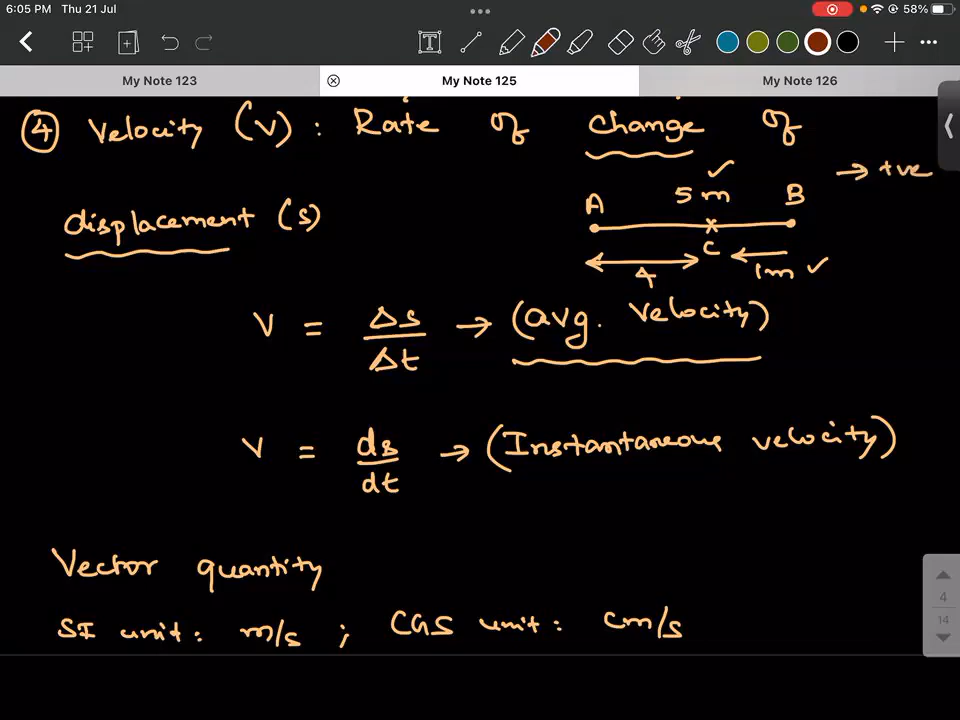 6:05 PM Thu 21 Jul
58%
My Note 123
My Note 125
My Note 126
④ Velocity (V) : Rate of change of
displacement (s)
→ +ve
A 5 m B
C
4 1m
V = Δs/Δt → (avg. velocity)
V = ds/dt → (Instantaneous velocity)
Vector quantity
SI unit : m/s ; CGS unit : cm/s
4
14